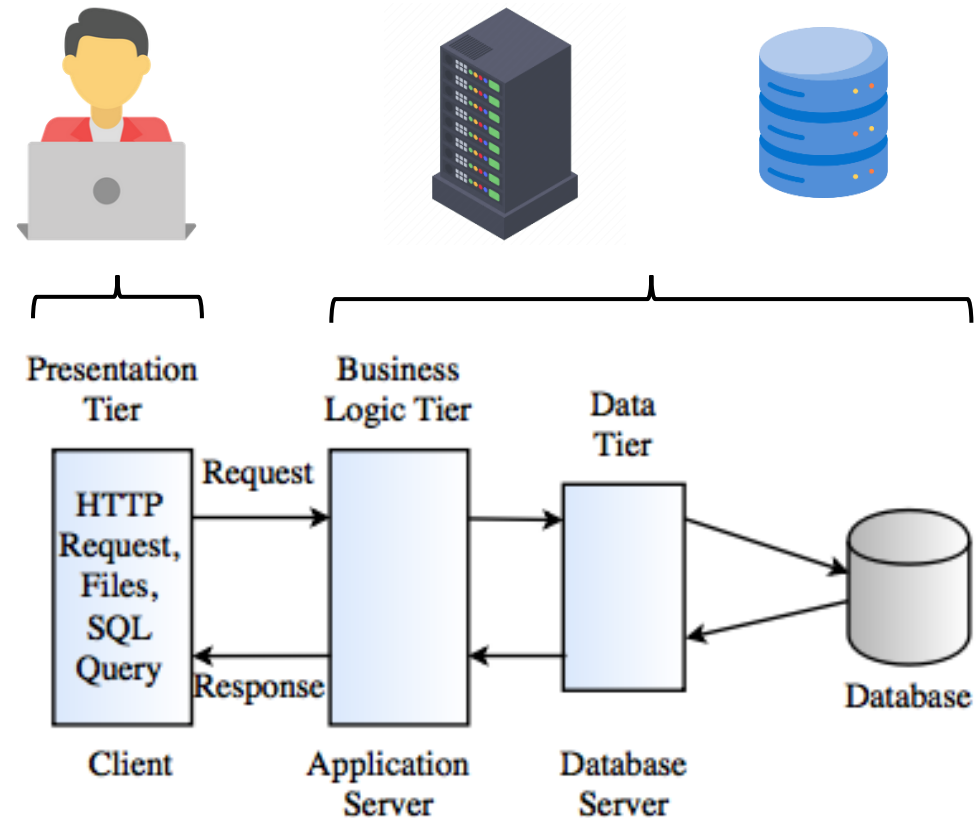 Presentation
Tier
Business
Logic Tier
Data
Tier
Request
HTTP
Request,
Files,
SQL
Query
Response
Database
Client
Application
Server
Database
Server